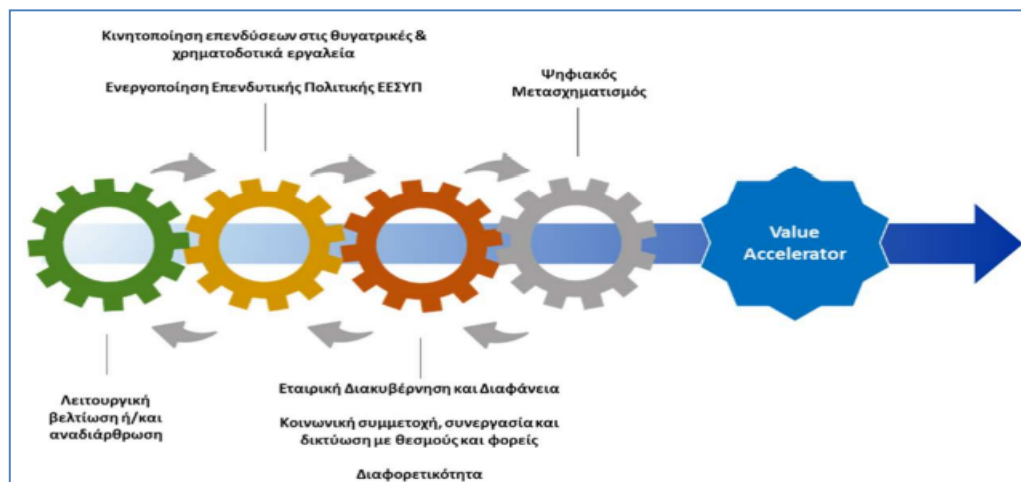 Κινητοποίηση επενδύσεων στις θυγατρικές &
χρηματοδοτικά εργαλεία
Ενεργοποίηση Επενδυτικής Πολιτικής ΕΕΣΥΠ
Ψηφιακός
Μετασχηματισμός
Value
Accelerator
Λειτουργική
βελτίωση ή/και
αναδιάρθρωση
Εταιρική Διακυβέρνηση και Διαφάνεια
Κοινωνική συμμετοχή, συνεργασία και
δικτύωση με θεσμούς και φορείς
Διαφορετικότητα